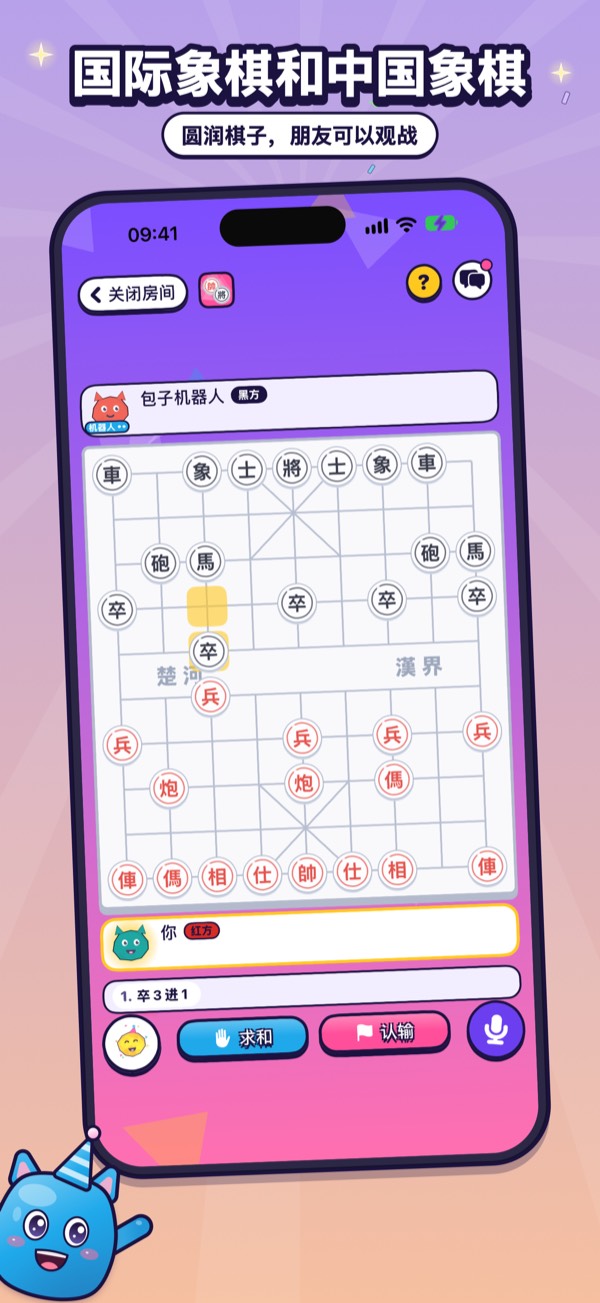 国际象棋和中国象棋
圆润棋子，朋友可以观战
09:41
关闭房间
帥 將
?
包子机器人 黑方
机器人
車 象 士 將 士 象 車
砲 馬 砲 馬
卒 卒 卒 卒
卒
楚河 漢界
兵
兵 兵 兵 兵
炮 炮 傌
俥 傌 相 仕 帥 仕 相 俥
你 红方
1. 卒3进1
求和 认输